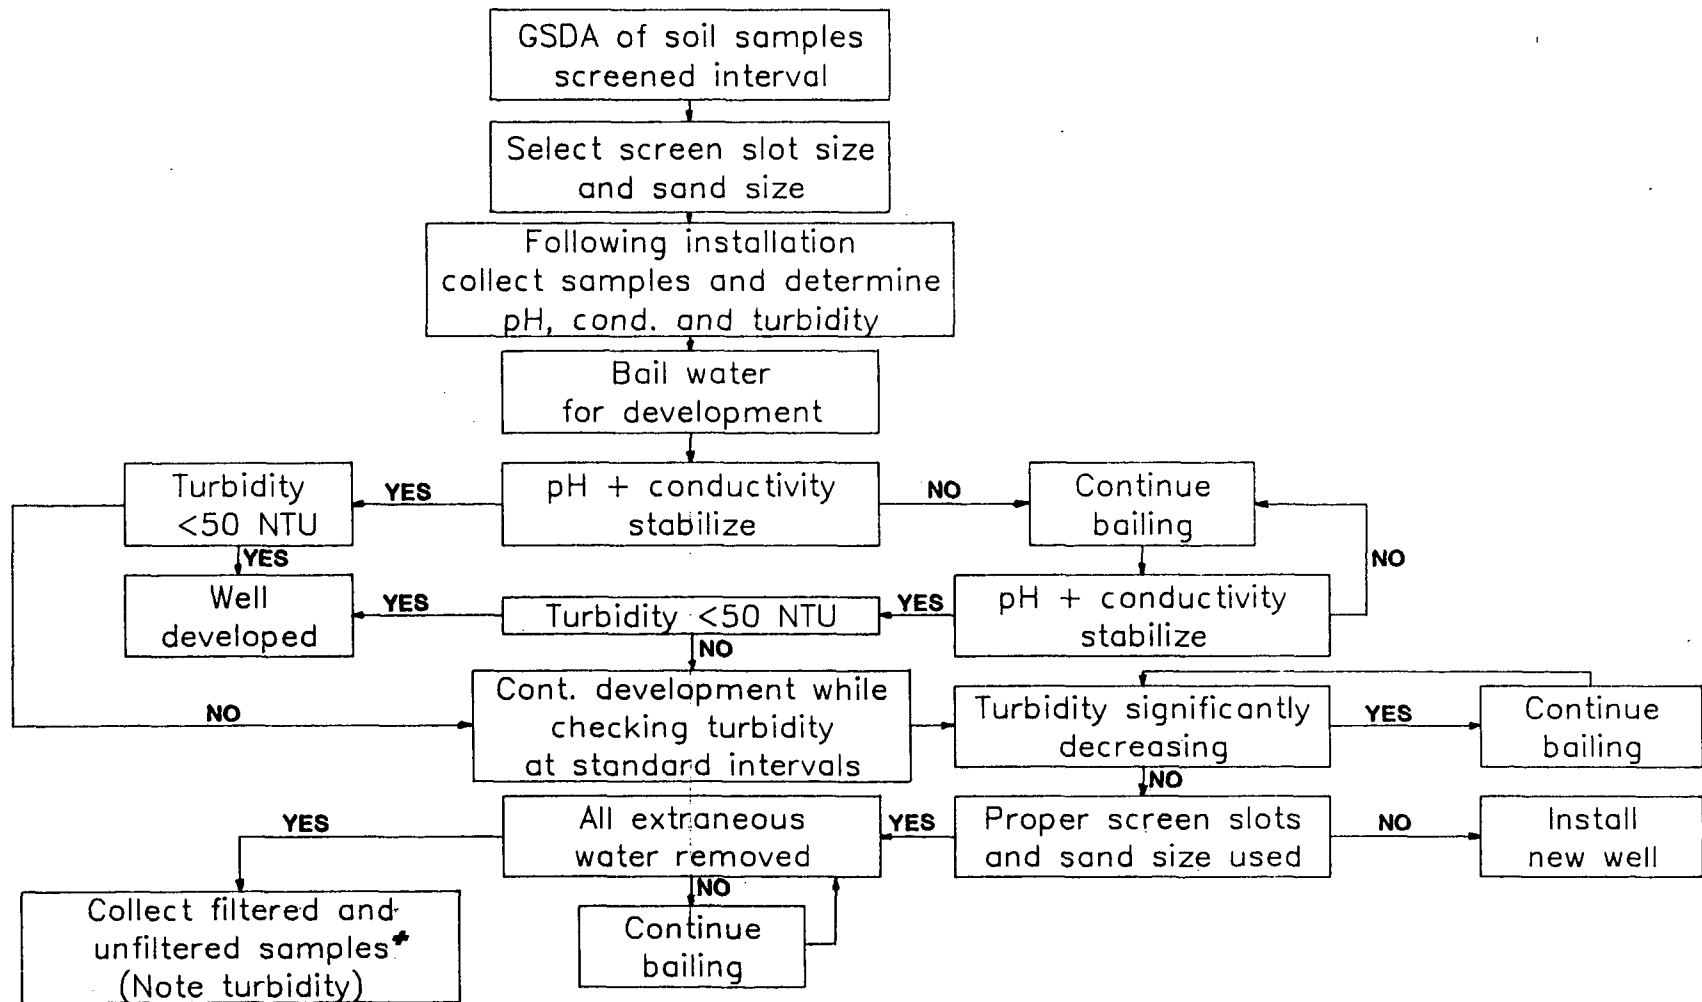 GSDA of soil samples
screened interval
Select screen slot size
and sand size
Following installation
collect samples and determine
pH, cond. and turbidity
Bail water
for development
Turbidity
<50 NTU
YES
pH + conductivity
stabilize
NO
Continue
bailing
YES
NO
Well
developed
YES
Turbidity <50 NTU
YES
pH + conductivity
stabilize
NO
Cont. development while
checking turbidity
at standard intervals
NO
Turbidity significantly
decreasing
YES
Continue
bailing
NO
YES
All extraneous
water removed
YES
Proper screen slots
and sand size used
NO
Install
new well
NO
Collect filtered and
unfiltered samples*
(Note turbidity)
Continue
bailing